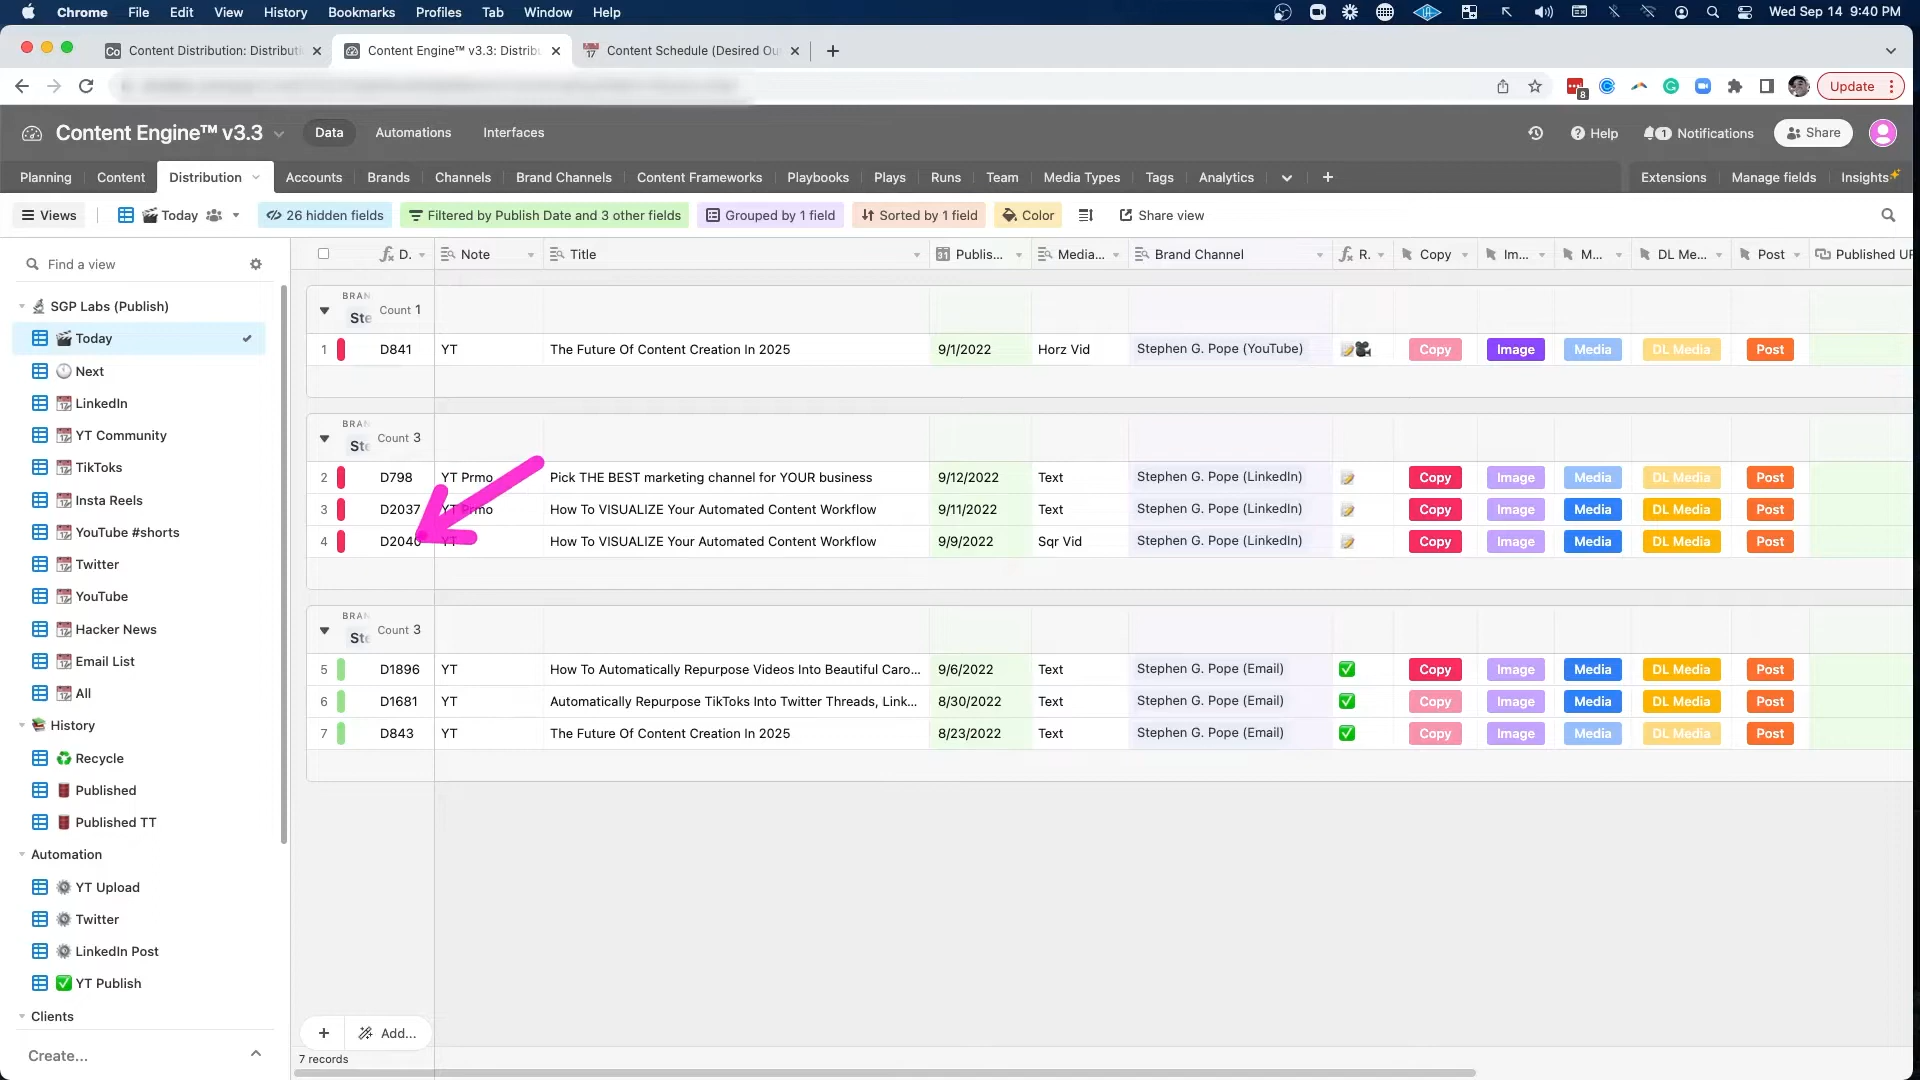 Chrome File Edit View History Bookmarks Profiles Tab Window Help Wed Sep 14 9:40 PM
Content Distribution: Distributi Content Engine™ v3.3: Distrib Content Schedule (Desired Ou
8 Update
Content Engine™ v3.3 Data Automations Interfaces Help 1 Notifications Share
Planning Content Distribution Accounts Brands Channels Brand Channels Content Frameworks Playbooks Plays Runs Team Media Types Tags Analytics Extensions Manage fields Insights
Views Today 26 hidden fields Filtered by Publish Date and 3 other fields Grouped by 1 field Sorted by 1 field Color Share view
Find a view
SGP Labs (Publish)
Today
Next
LinkedIn
YT Community
TikToks
Insta Reels
YouTube #shorts
Twitter
YouTube
Hacker News
Email List
All
History
Recycle
Published
Published TT
Automation
YT Upload
Twitter
LinkedIn Post
YT Publish
Clients
Create...
D. Note Title Publis... Media... Brand Channel R. Copy Im... M... DL Me... Post Published UR
BRAN
Ste Count 1
1 D841 YT The Future Of Content Creation In 2025 9/1/2022 Horz Vid Stephen G. Pope (YouTube) Copy Image Media DL Media Post
BRAN
Ste Count 3
2 D798 YT Prmo Pick THE BEST marketing channel for YOUR business 9/12/2022 Text Stephen G. Pope (LinkedIn) Copy Image Media DL Media Post
3 D2037 YT Prmo How To VISUALIZE Your Automated Content Workflow 9/11/2022 Text Stephen G. Pope (LinkedIn) Copy Image Media DL Media Post
4 D2040 YT How To VISUALIZE Your Automated Content Workflow 9/9/2022 Sqr Vid Stephen G. Pope (LinkedIn) Copy Image Media DL Media Post
BRAN
Ste Count 3
5 D1896 YT How To Automatically Repurpose Videos Into Beautiful Caro... 9/6/2022 Text Stephen G. Pope (Email) Copy Image Media DL Media Post
6 D1681 YT Automatically Repurpose TikToks Into Twitter Threads, Link... 8/30/2022 Text Stephen G. Pope (Email) Copy Image Media DL Media Post
7 D843 YT The Future Of Content Creation In 2025 8/23/2022 Text Stephen G. Pope (Email) Copy Image Media DL Media Post
Add...
7 records